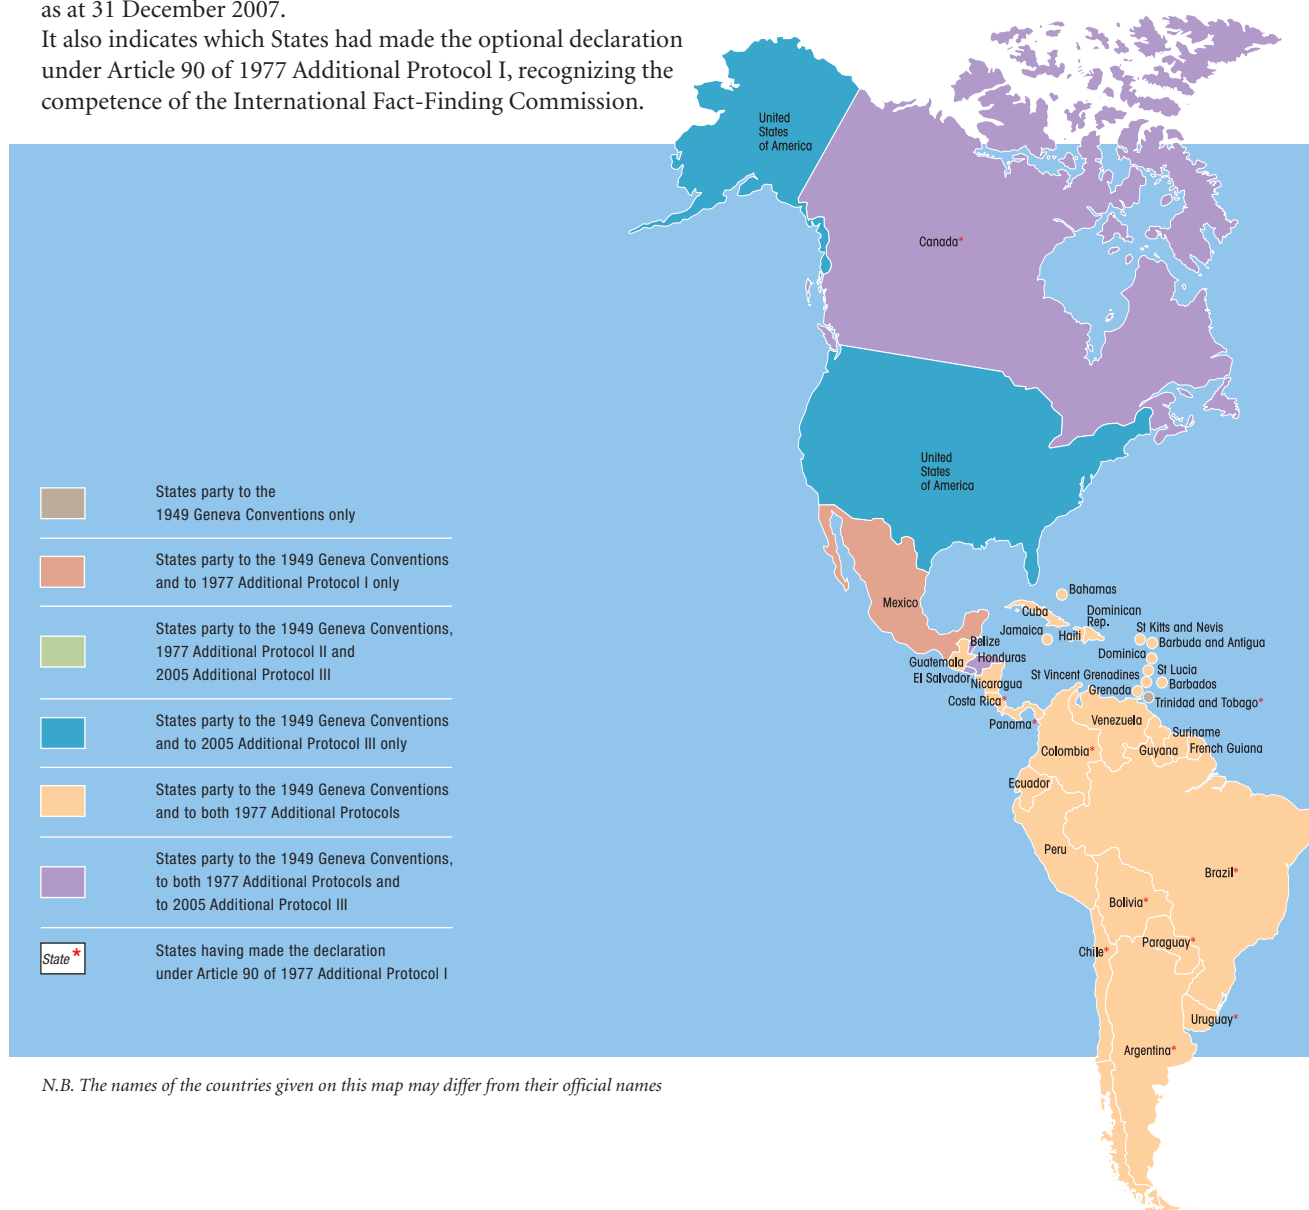 as at 31 December 2007.
It also indicates which States had made the optional declaration
under Article 90 of 1977 Additional Protocol I, recognizing the
competence of the International Fact-Finding Commission.
United
States
of America
Canada*
United
States
of America
States party to the
1949 Geneva Conventions only
States party to the 1949 Geneva Conventions
and to 1977 Additional Protocol I only
States party to the 1949 Geneva Conventions,
1977 Additional Protocol II and
2005 Additional Protocol III
States party to the 1949 Geneva Conventions
and to 2005 Additional Protocol III only
States party to the 1949 Geneva Conventions
and to both 1977 Additional Protocols
States party to the 1949 Geneva Conventions,
to both 1977 Additional Protocols and
to 2005 Additional Protocol III
State *
States having made the declaration
under Article 90 of 1977 Additional Protocol I
Mexico
Bahamas
Cuba
Dominican
Rep.
Jamaica
Haiti
St Kitts and Nevis
Barbuda and Antigua
Belize
Dominica
Guatemala
Honduras
St Lucia
El Salvador
Nicaragua
St Vincent Grenadines
Barbados
Grenada
Costa Rica*
Trinidad and Tobago*
Panama*
Venezuela
Suriname
Colombia*
Guyana
French Guiana
Ecuador
Peru
Brazil*
Bolivia*
Paraguay*
Chile*
Uruguay*
Argentina*
N.B. The names of the countries given on this map may differ from their official names